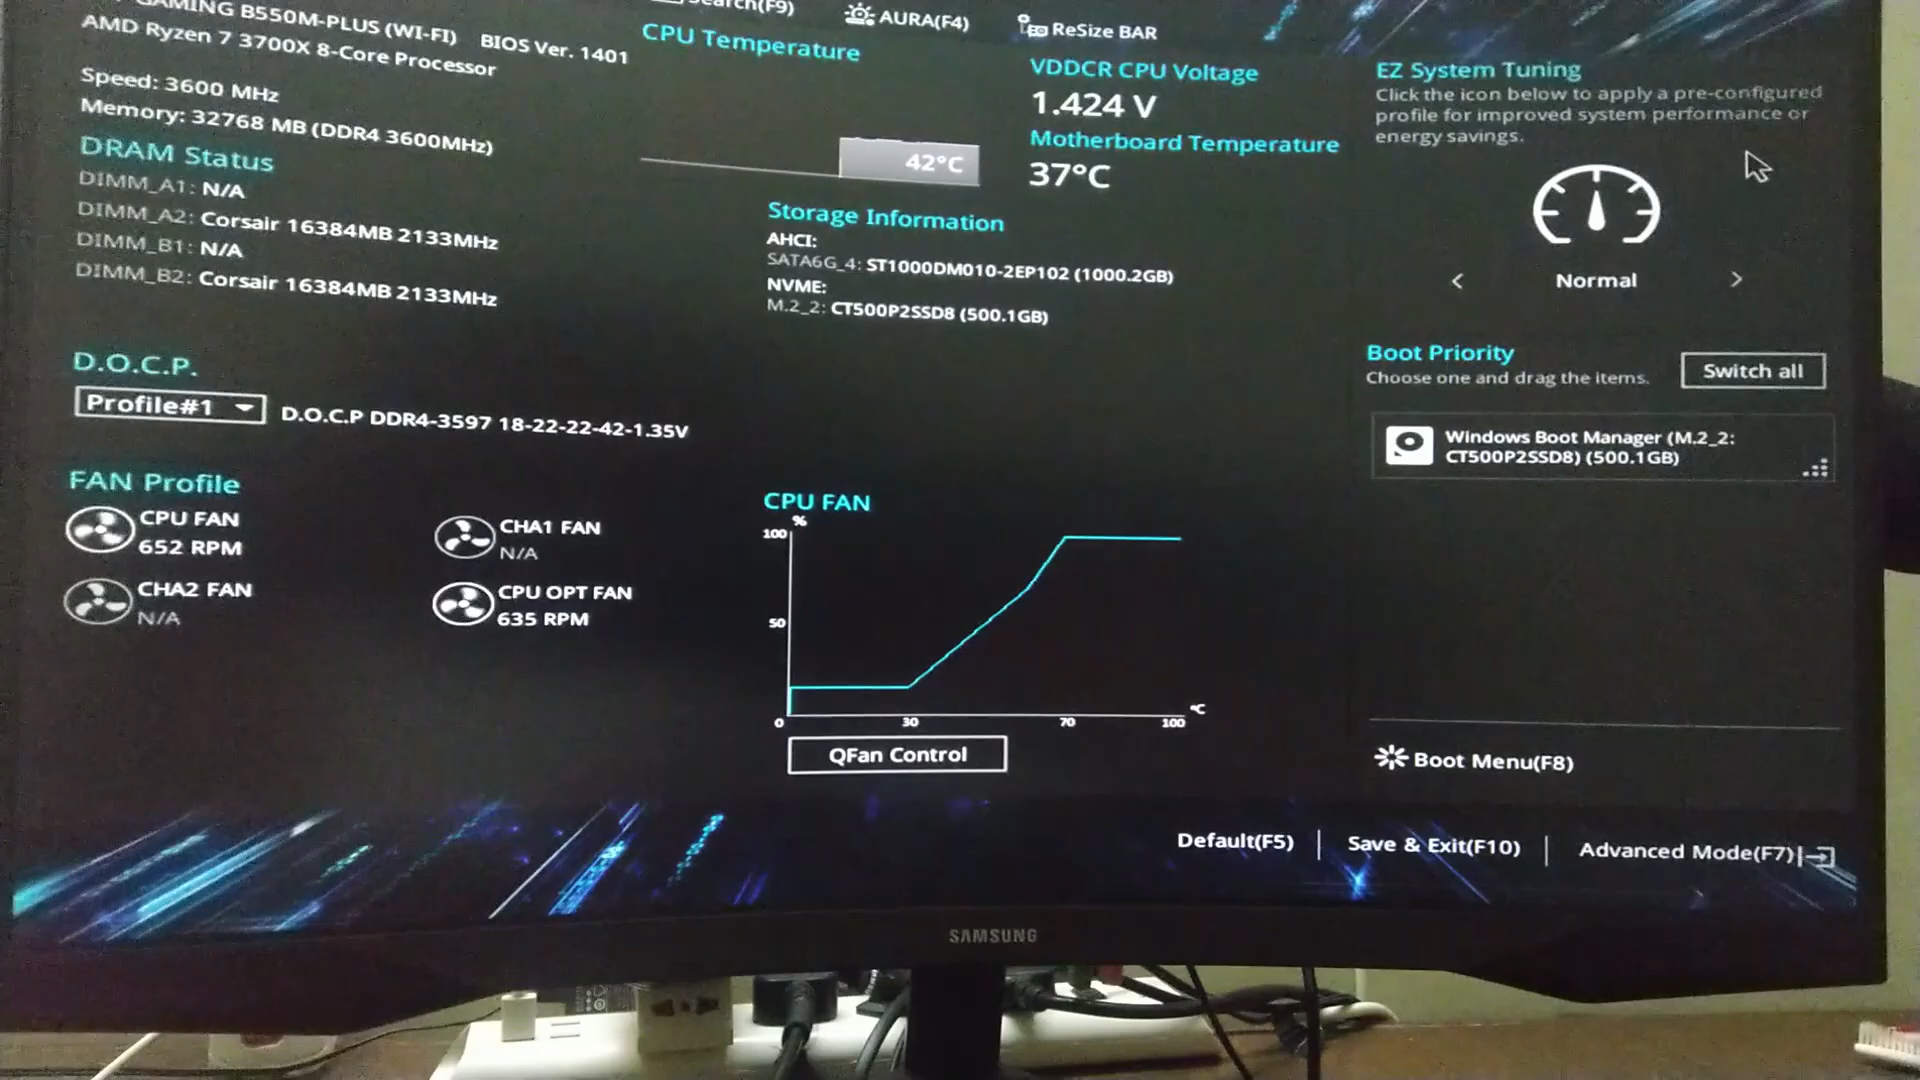 GAMING B550M-PLUS (WI-FI) BIOS Ver. 1401
AMD Ryzen 7 3700X 8-Core Processor
Speed: 3600 MHz
Memory: 32768 MB (DDR4 3600MHz)
DRAM Status
DIMM_A1: N/A
DIMM_A2: Corsair 16384MB 2133MHz
DIMM_B1: N/A
DIMM_B2: Corsair 16384MB 2133MHz
D.O.C.P.
Profile#1 D.O.C.P DDR4-3597 18-22-22-42-1.35V
FAN Profile
CPU FAN
652 RPM
CHA1 FAN
N/A
CHA2 FAN
N/A
CPU OPT FAN
635 RPM
Search(F9)
AURA(F4)
ReSize BAR
CPU Temperature
42°C
VDDCR CPU Voltage
1.424 V
Motherboard Temperature
37°C
Storage Information
AHCI:
SATA6G_4: ST1000DM010-2EP102 (1000.2GB)
NVME:
M.2_2: CT500P2SSD8 (500.1GB)
CPU FAN
%
100
50
0
30
70
100
°C
QFan Control
EZ System Tuning
Click the icon below to apply a pre-configured
profile for improved system performance or
energy savings.
< Normal >
Boot Priority
Choose one and drag the items.
Switch all
Windows Boot Manager (M.2_2:
CT500P2SSD8) (500.1GB)
Boot Menu(F8)
Default(F5) | Save & Exit(F10) | Advanced Mode(F7)
SAMSUNG